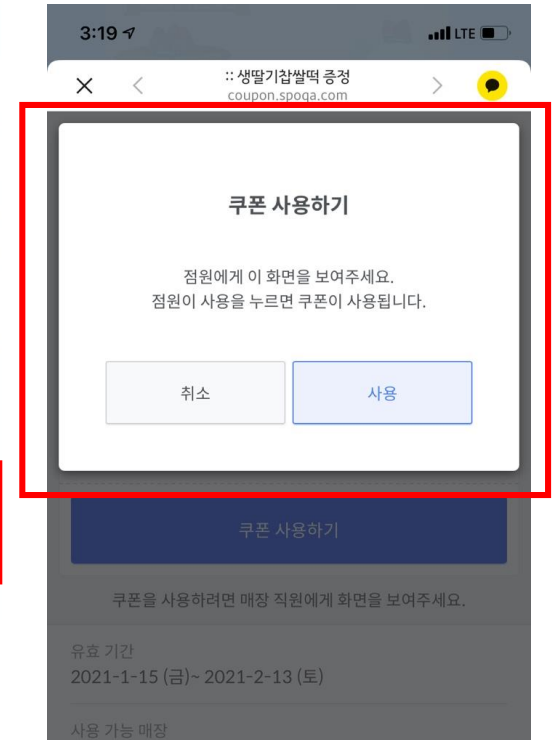 3:19
LTE
:: 생딸기찹쌀떡 증정
coupon.spoqa.com
쿠폰 사용하기
점원에게 이 화면을 보여주세요.
점원이 사용을 누르면 쿠폰이 사용됩니다.
취소
사용
쿠폰 사용하기
쿠폰을 사용하려면 매장 직원에게 화면을 보여주세요.
유효 기간
2021-1-15 (금)~ 2021-2-13 (토)
사용 가능 매장